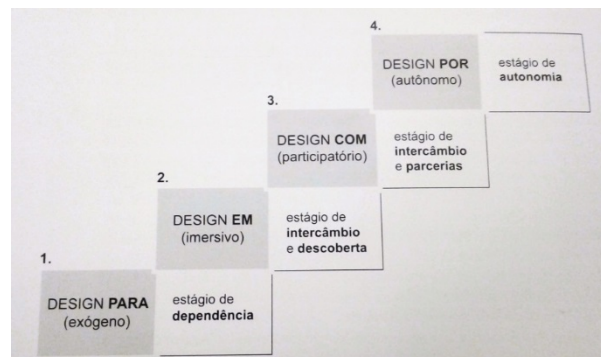 4.
DESIGN POR
(autônomo)
estágio de
autonomia
3.
DESIGN COM
(participatório)
estágio de
intercâmbio
e parcerias
2.
DESIGN EM
(imersivo)
estágio de
intercâmbio
e descoberta
1.
DESIGN PARA
(exógeno)
estágio de
dependência